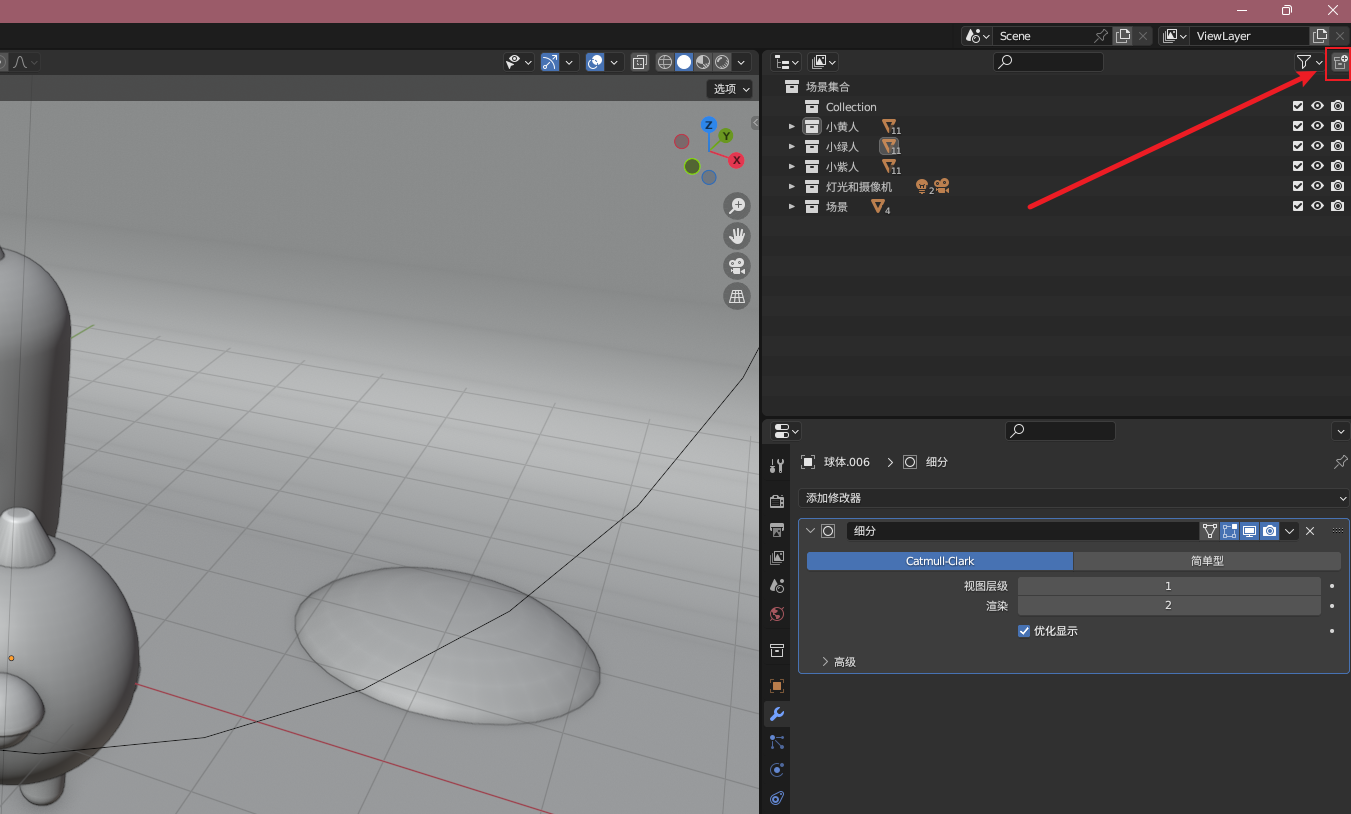 Scene
ViewLayer
选项
Z
Y
X
场景集合
Collection
小黄人 11
小绿人 11
小紫人 11
灯光和摄像机 2
场景 4
球体.006 > 细分
添加修改器
细分
Catmull-Clark 简单型
视图层级 1
渲染 2
优化显示
高级